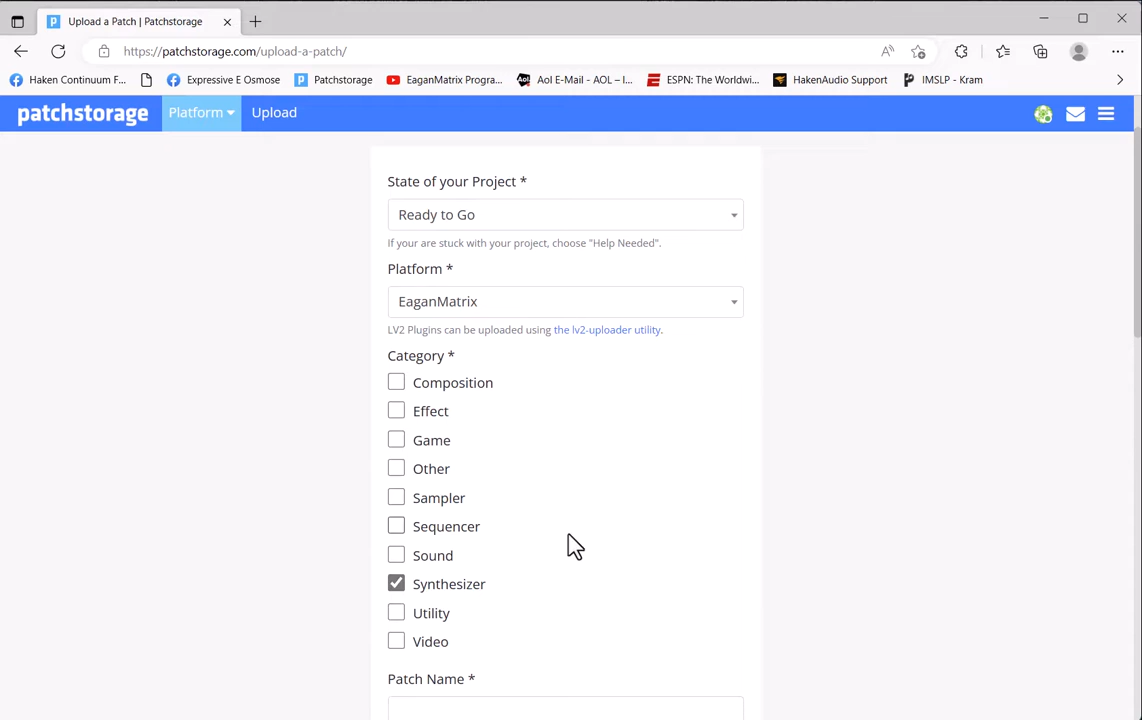 Upload a Patch | Patchstorage
https://patchstorage.com/upload-a-patch/
Haken Continuum F... Expressive E Osmose Patchstorage EaganMatrix Progra... Aol E-Mail - AOL – I... ESPN: The Worldwi... HakenAudio Support IMSLP - Kram
patchstorage Platform Upload
State of your Project *
Ready to Go
If your are stuck with your project, choose "Help Needed".
Platform *
EaganMatrix
LV2 Plugins can be uploaded using the lv2-uploader utility.
Category *
Composition
Effect
Game
Other
Sampler
Sequencer
Sound
Synthesizer
Utility
Video
Patch Name *